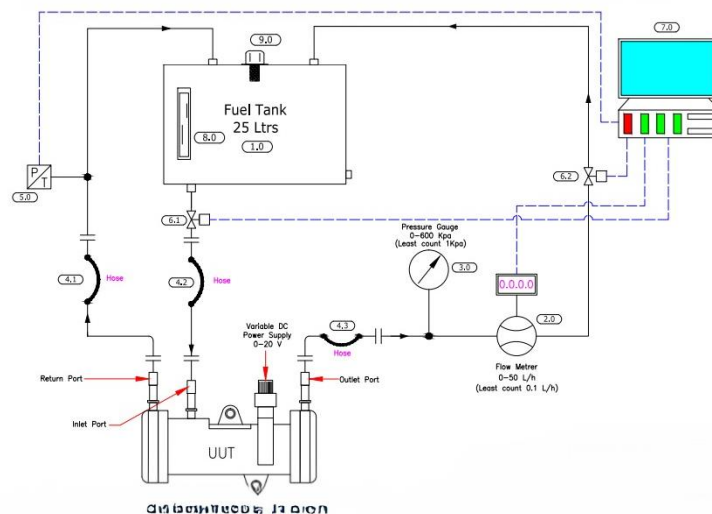 7.0
9.0
Fuel Tank
25 Ltrs
8.0
1.0
P
T
5.0
6.2
6.1
Pressure Gauge
0-600 Kpa
(Least count 1Kpa)
3.0
4.1
Hose
4.2
Hose
0.0.0.0
Variable DC
Power Supply
0-20 V
4.3
2.0
Hose
Flow Metrer
0-50 L/h
(Least count 0.1 L/h)
Return Port
Outlet Port
Inlet Port
UUT